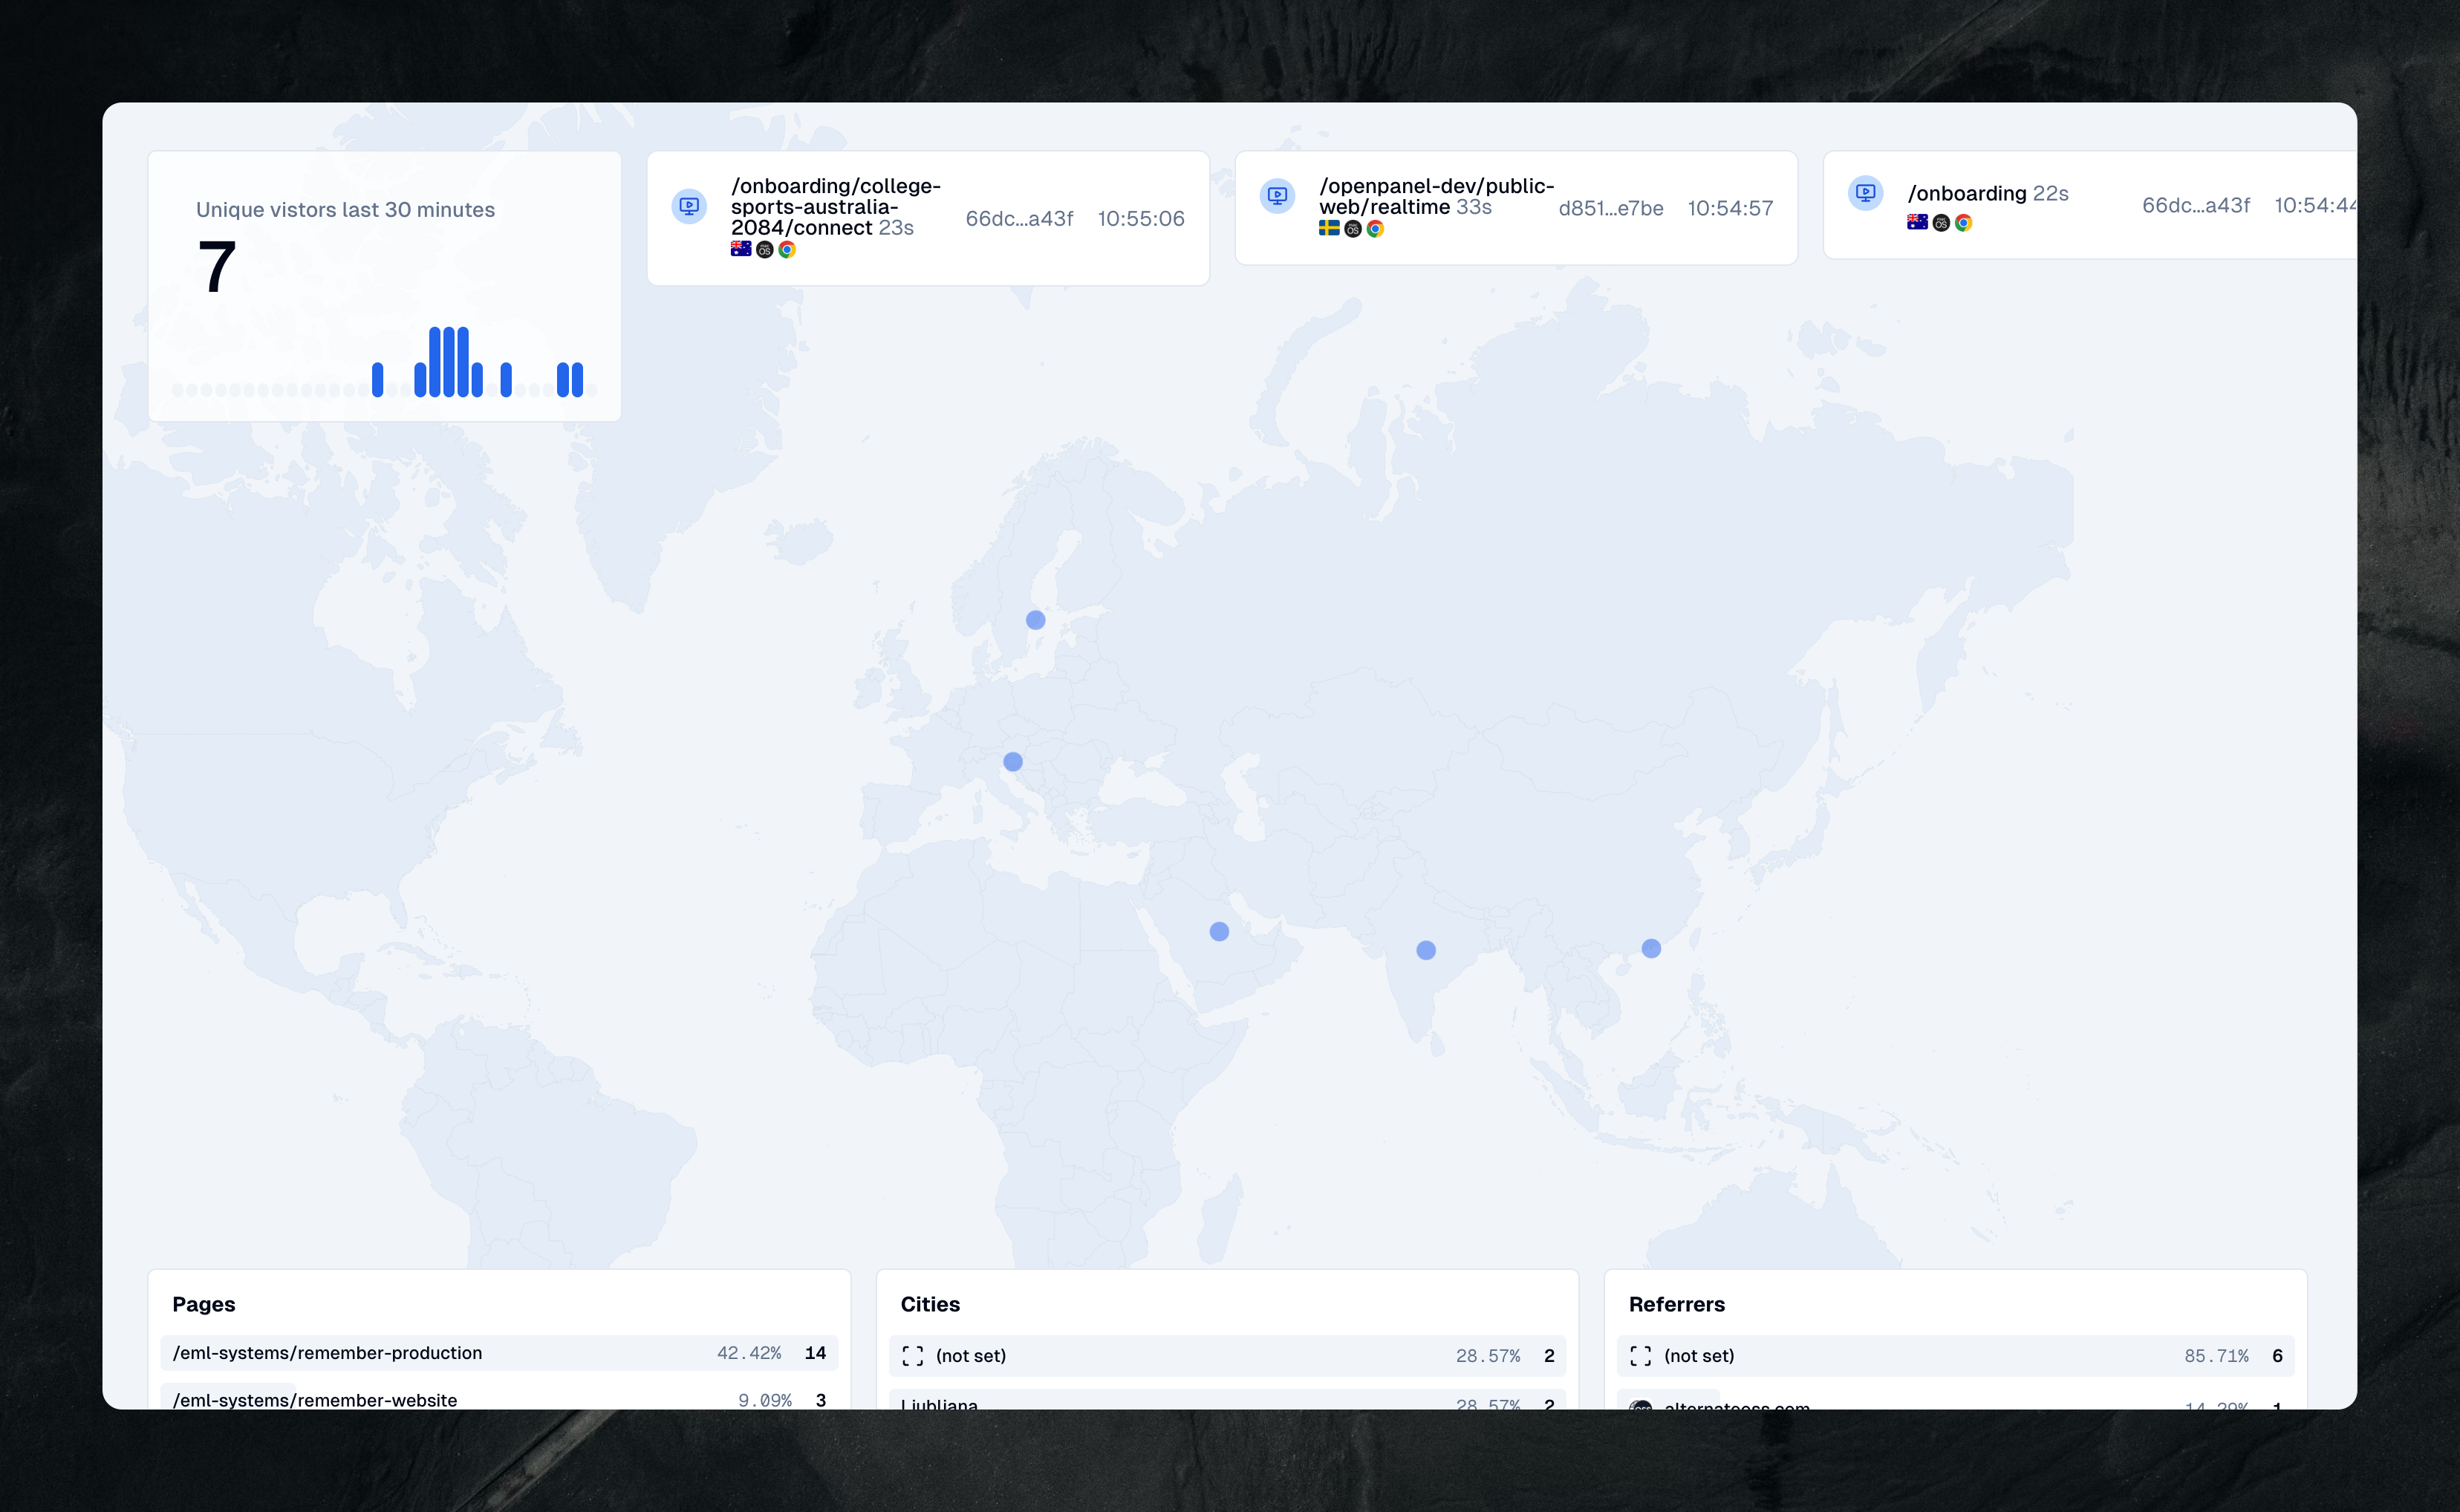 Unique vistors last 30 minutes
7
/onboarding/college-
sports-australia-
2084/connect 23s
66dc...a43f 10:55:06
/openpanel-dev/public-
web/realtime 33s
d851...e7be 10:54:57
/onboarding 22s
66dc...a43f 10:54:44
Pages
/eml-systems/remember-production 42.42% 14
/eml-systems/remember-website 9.09% 3
Cities
(not set) 28.57% 2
Ljubljana 28.57% 2
Referrers
(not set) 85.71% 6
alternateoss.com 14.29% 1